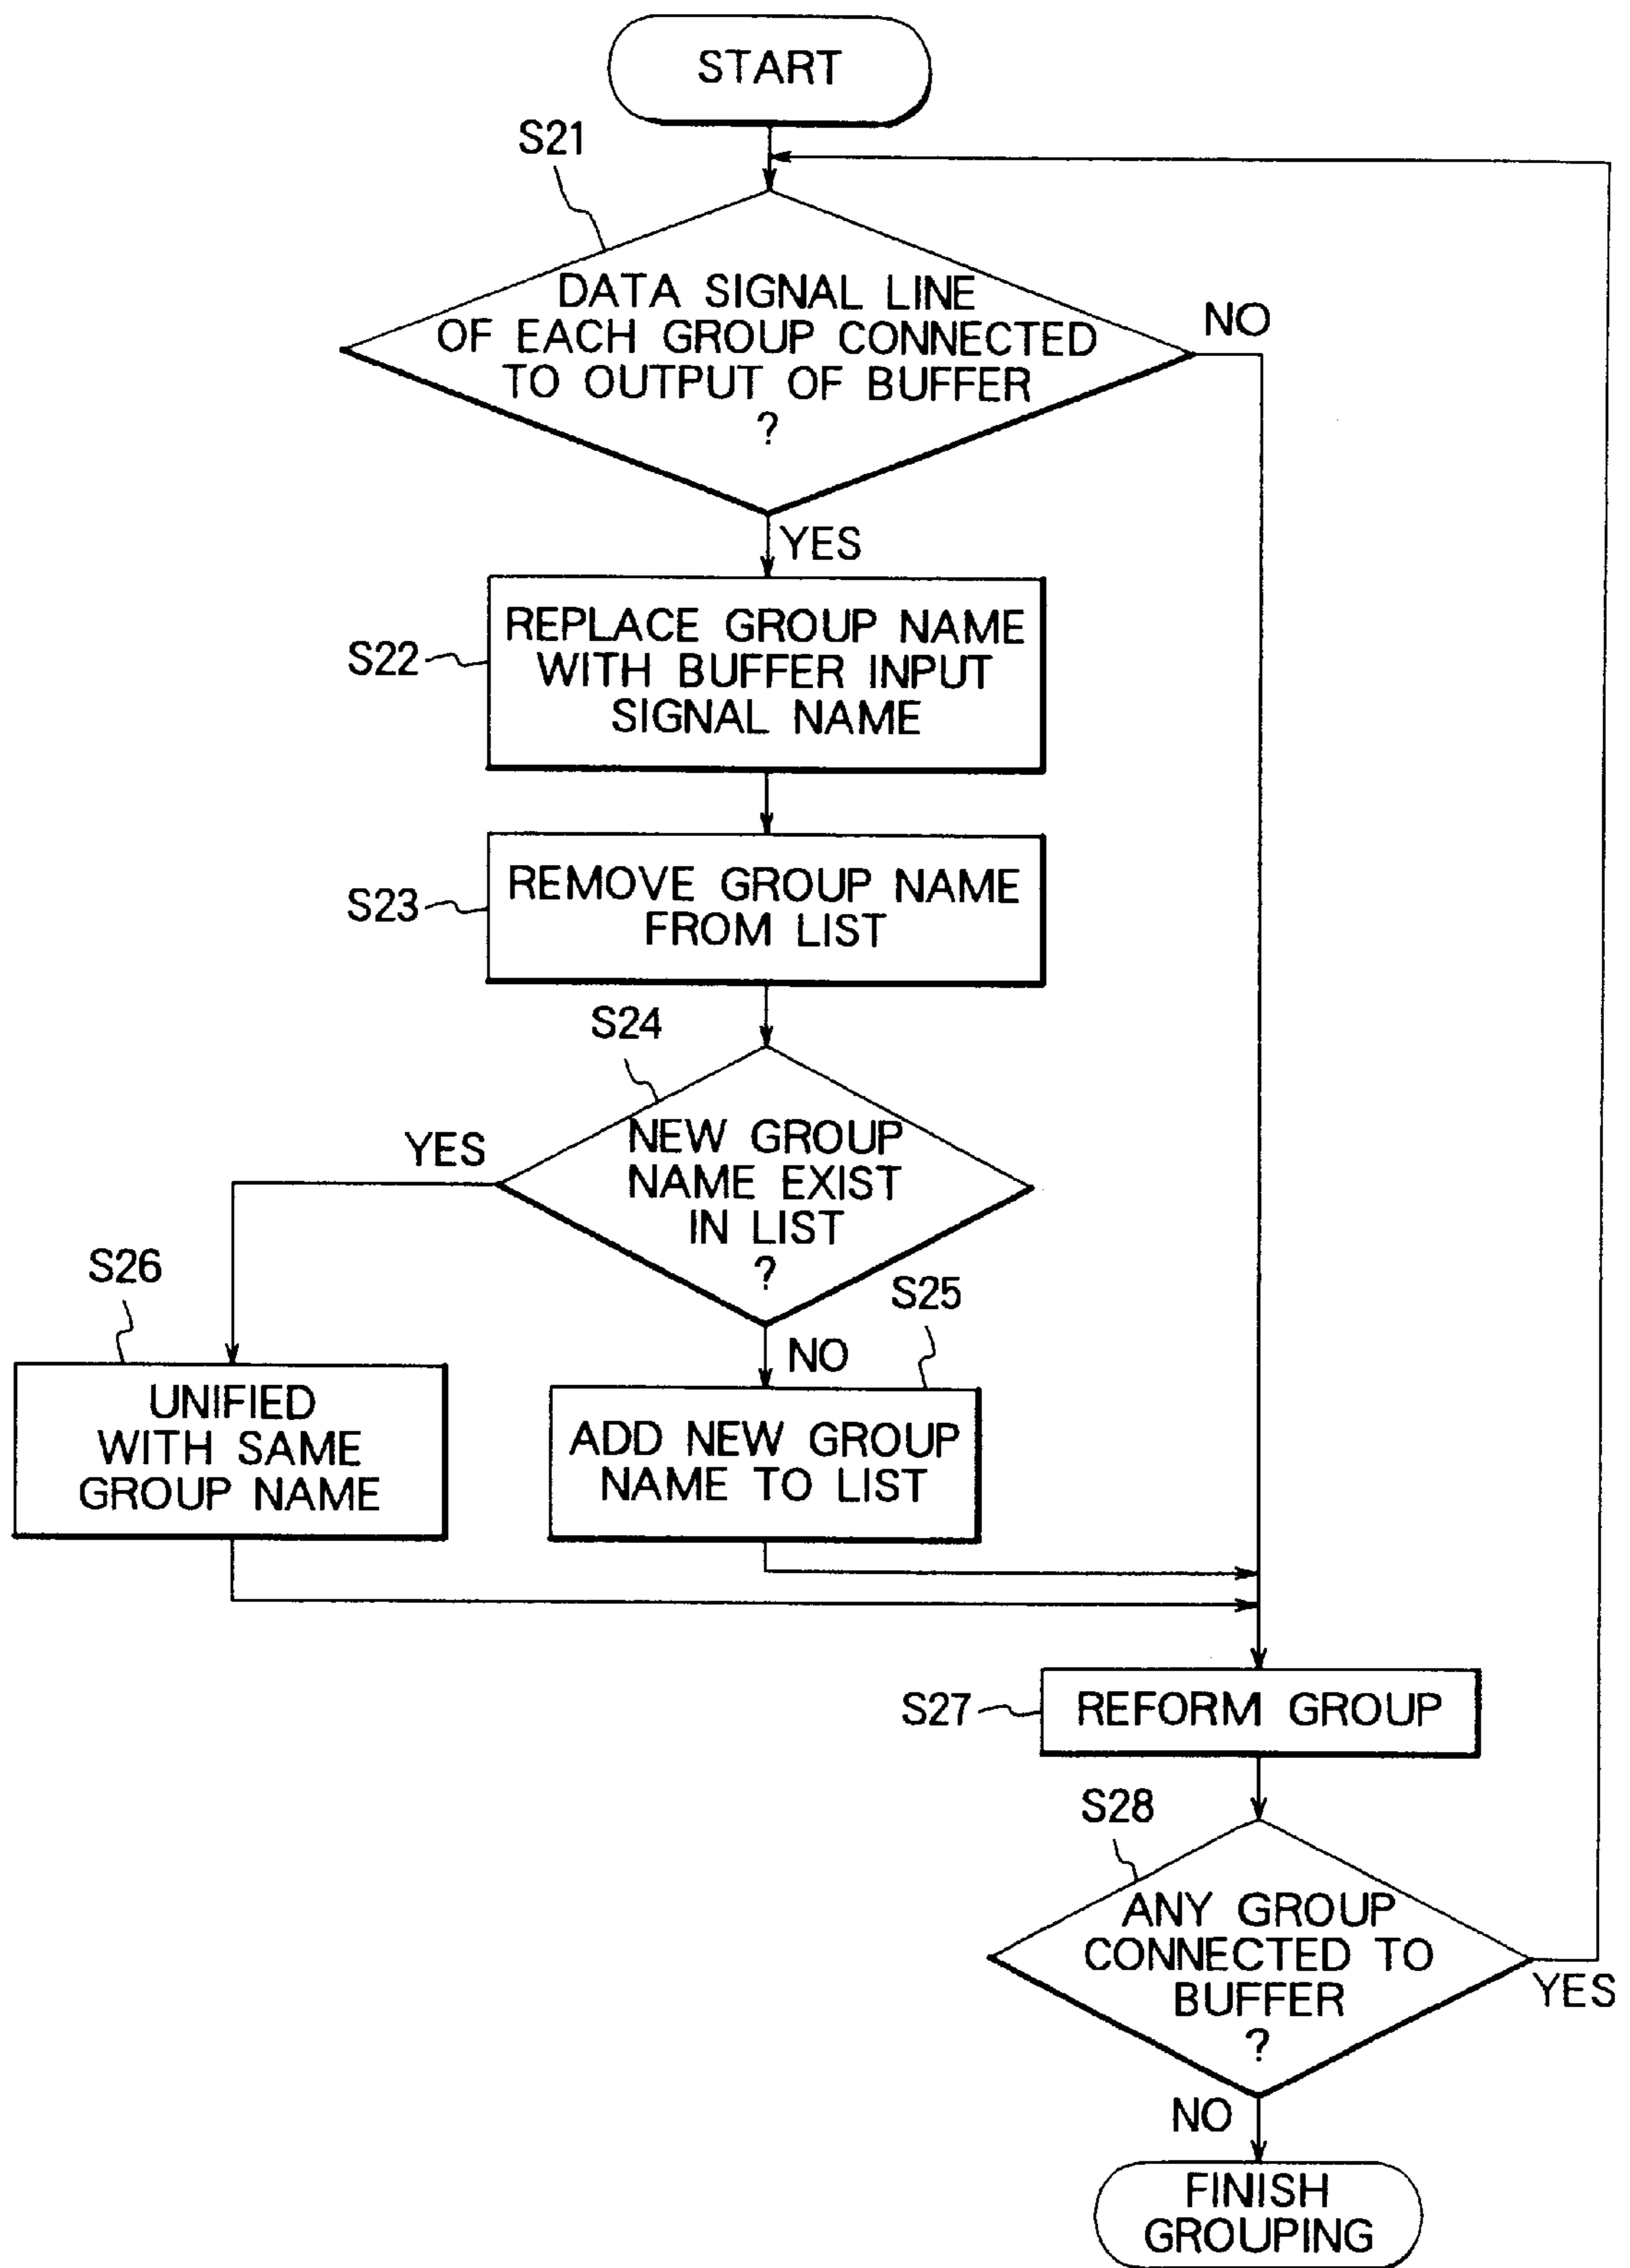 START
S21
DATA SIGNAL LINE
OF EACH GROUP CONNECTED
TO OUTPUT OF BUFFER
?
NO
YES
S22
REPLACE GROUP NAME
WITH BUFFER INPUT
SIGNAL NAME
S23
REMOVE GROUP NAME
FROM LIST
S24
NEW GROUP
NAME EXIST
IN LIST
?
YES
NO
S26
UNIFIED
WITH SAME
GROUP NAME
S25
ADD NEW GROUP
NAME TO LIST
S27
REFORM GROUP
S28
ANY GROUP
CONNECTED TO
BUFFER
?
YES
NO
FINISH
GROUPING